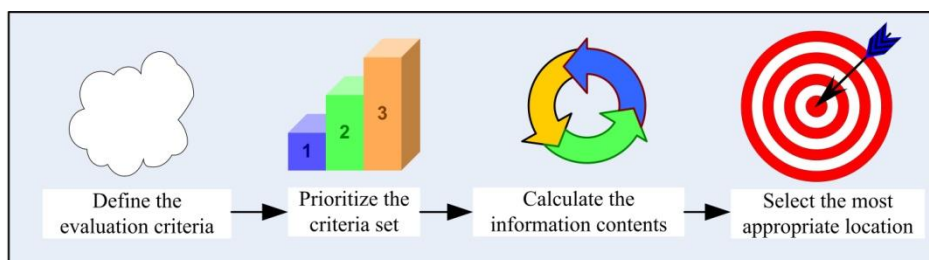 1
2
3
Define the
evaluation criteria
Prioritize the
criteria set
Calculate the
information contents
Select the most
appropriate location